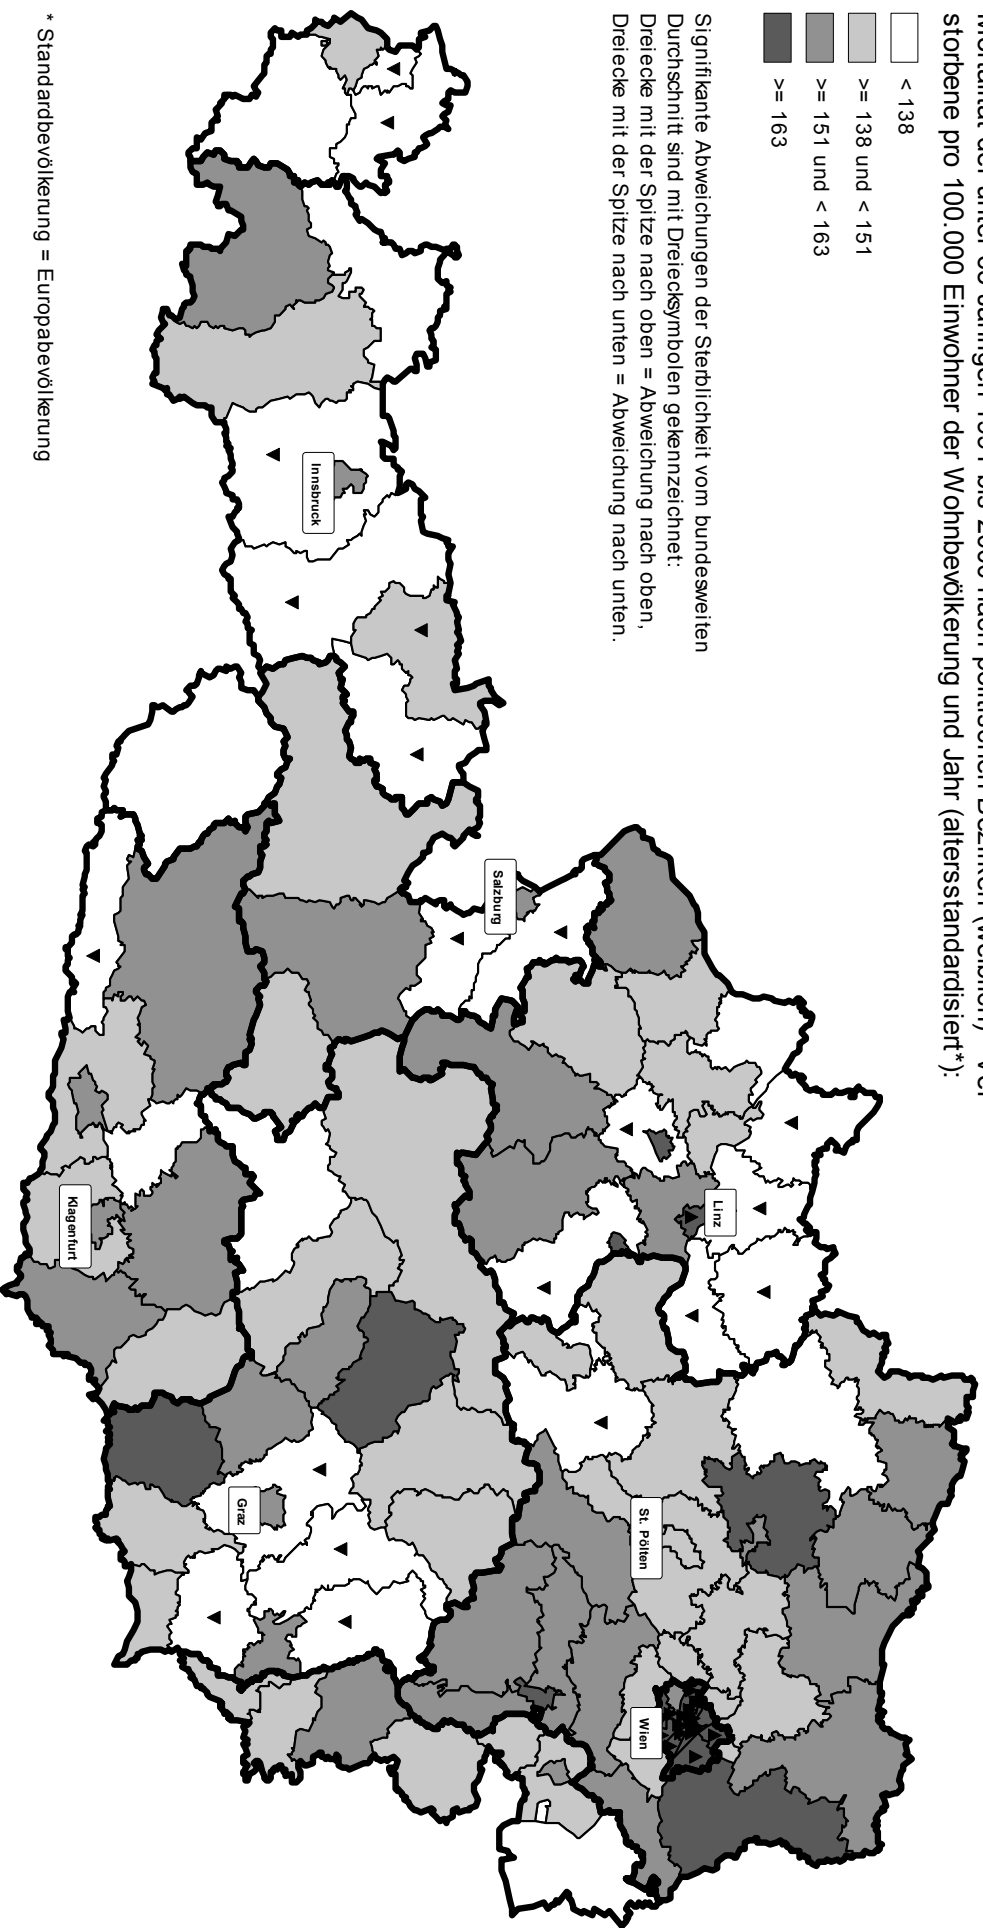 storbene pro 100.000 Einwohner der Wohnbevölkerung und Jahr (altersstandardisiert*):
< 138
>= 138 und < 151
>= 151 und < 163
>= 163
Signifikante Abweichungen der Sterblichkeit vom bundesweiten
Durchschnitt sind mit Dreiecksymbolen gekennzeichnet:
Dreiecke mit der Spitze nach oben = Abweichung nach oben,
Dreiecke mit der Spitze nach unten = Abweichung nach unten.
Innsbruck
Salzburg
Linz
Klagenfurt
Graz
St. Pölten
Wien
* Standardbevölkerung = Europabevölkerung